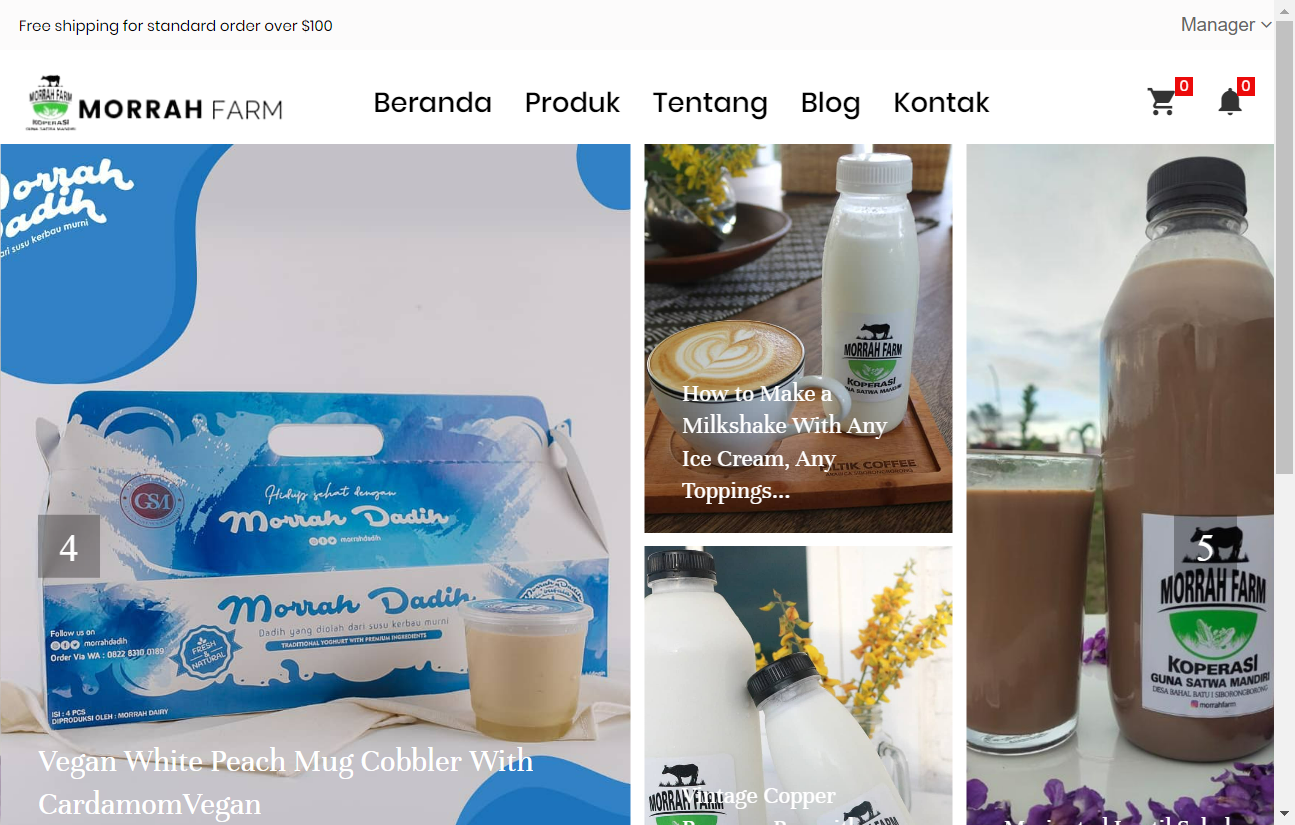 Free shipping for standard order over $100
Manager
MORRAH FARM
KOPERASI
GUNA SATWA MANDIRI
MORRAH FARM
Beranda
Produk
Tentang
Blog
Kontak
0
0
Morrah
Dadih
dari susu kerbau murni
GSM
Hidup sehat dengan
Morrah Dadih
morrahdadih
Morrah Dadih
Dadih yang diolah dari susu kerbau murni
TRADITIONAL YOGHURT WITH PREMIUM INGREDIENTS
Follow us on
morrahdadih
Order Via WA : 0822 8310 0189
FRESH
&
NATURAL
ISI : 4 PCS
DIPRODUKSI OLEH : MORRAH DAIRY
4
Vegan White Peach Mug Cobbler With
CardamomVegan
MORRAH FARM
KOPERASI
GUNA SATWA MANDIRI
How to Make a
Milkshake With Any
Ice Cream, Any
Toppings...
COFFEE
MORRAH FARM
Vintage Copper
5
MORRAH FARM
KOPERASI
GUNA SATWA MANDIRI
DESA BAHAL BATU I SIBORONGBORONG
morrahfarm